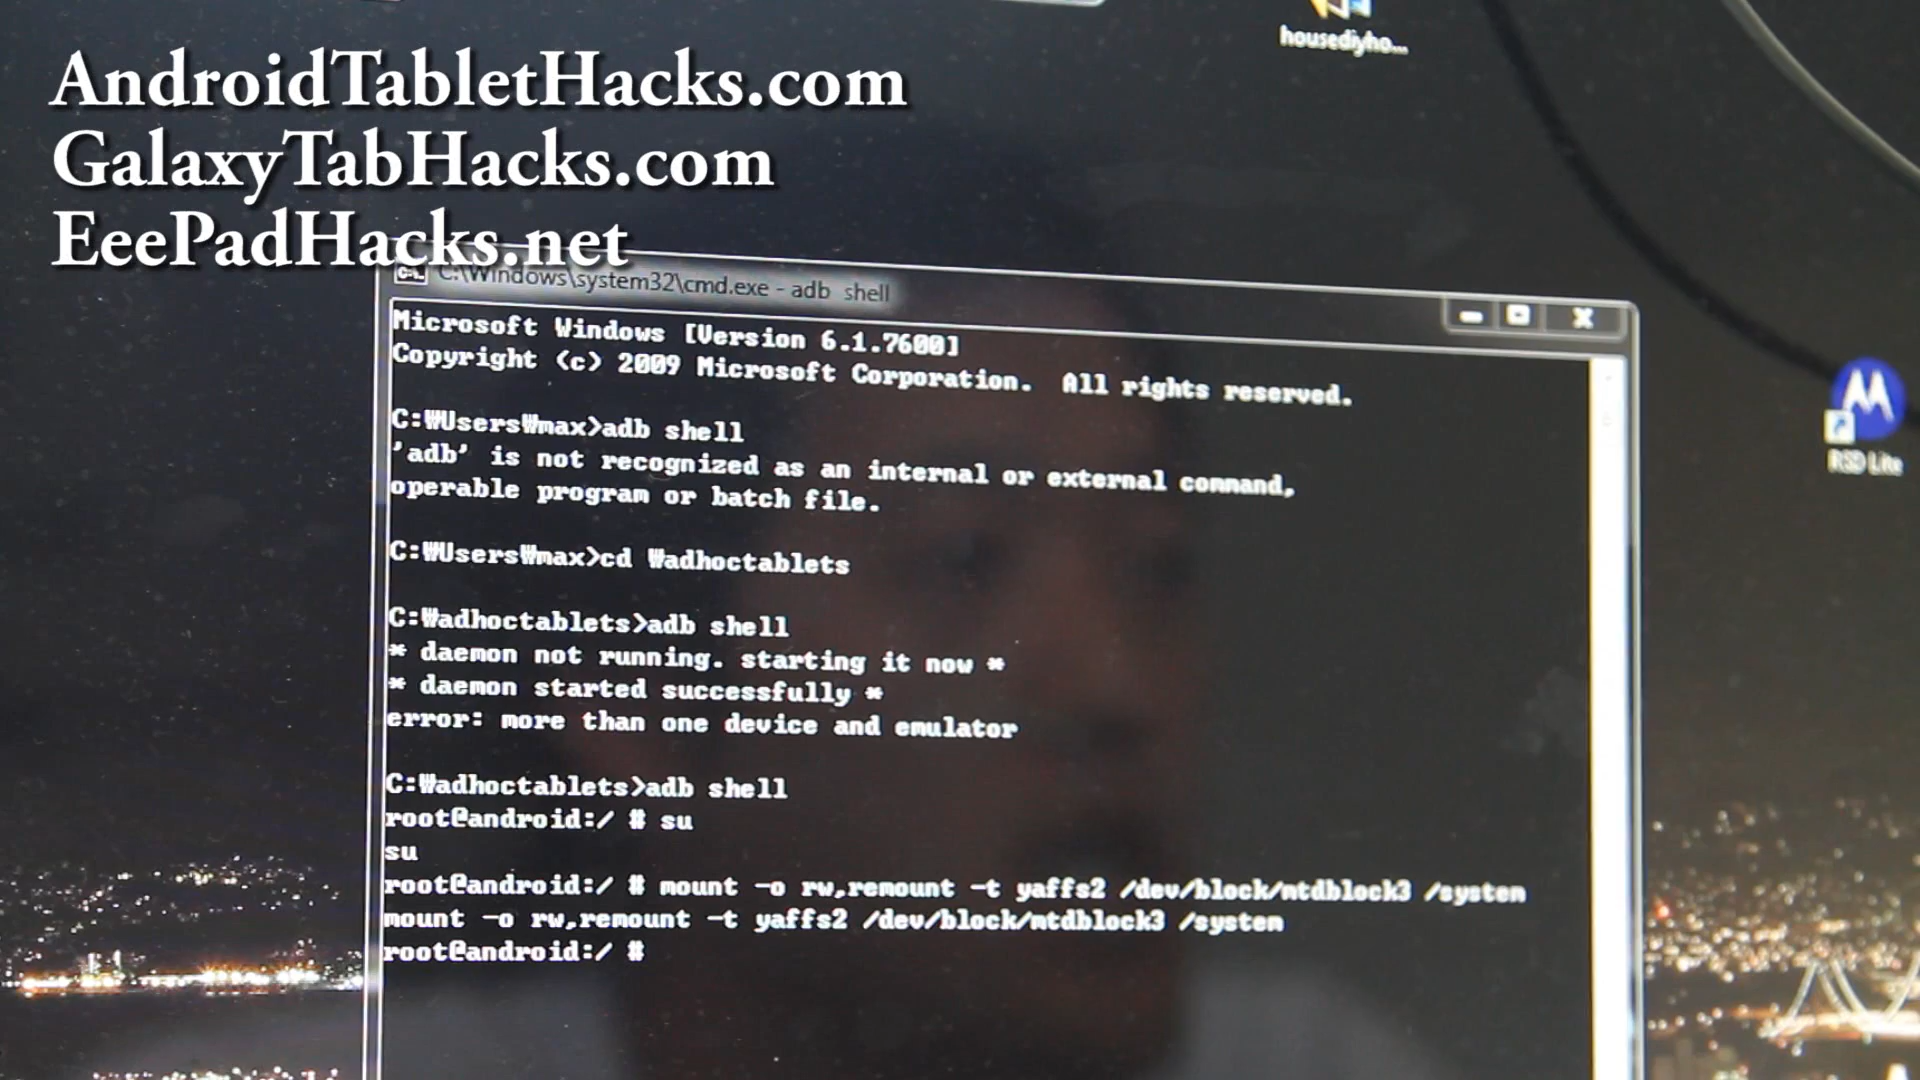 AndroidTabletHacks.com
GalaxyTabHacks.com
EeePadHacks.net
housediyho...
C:\Windows\system32\cmd.exe - adb  shell
Microsoft Windows [Version 6.1.7600]
Copyright (c) 2009 Microsoft Corporation.  All rights reserved.
C:₩Users₩max>adb shell
'adb' is not recognized as an internal or external command,
operable program or batch file.
C:₩Users₩max>cd ₩adhoctablets
C:₩adhoctablets>adb shell
* daemon not running. starting it now *
* daemon started successfully *
error: more than one device and emulator
C:₩adhoctablets>adb shell
root@android:/ # su
su
root@android:/ # mount -o rw,remount -t yaffs2 /dev/block/mtdblock3 /system
mount -o rw,remount -t yaffs2 /dev/block/mtdblock3 /system
root@android:/ #
RSD Lite